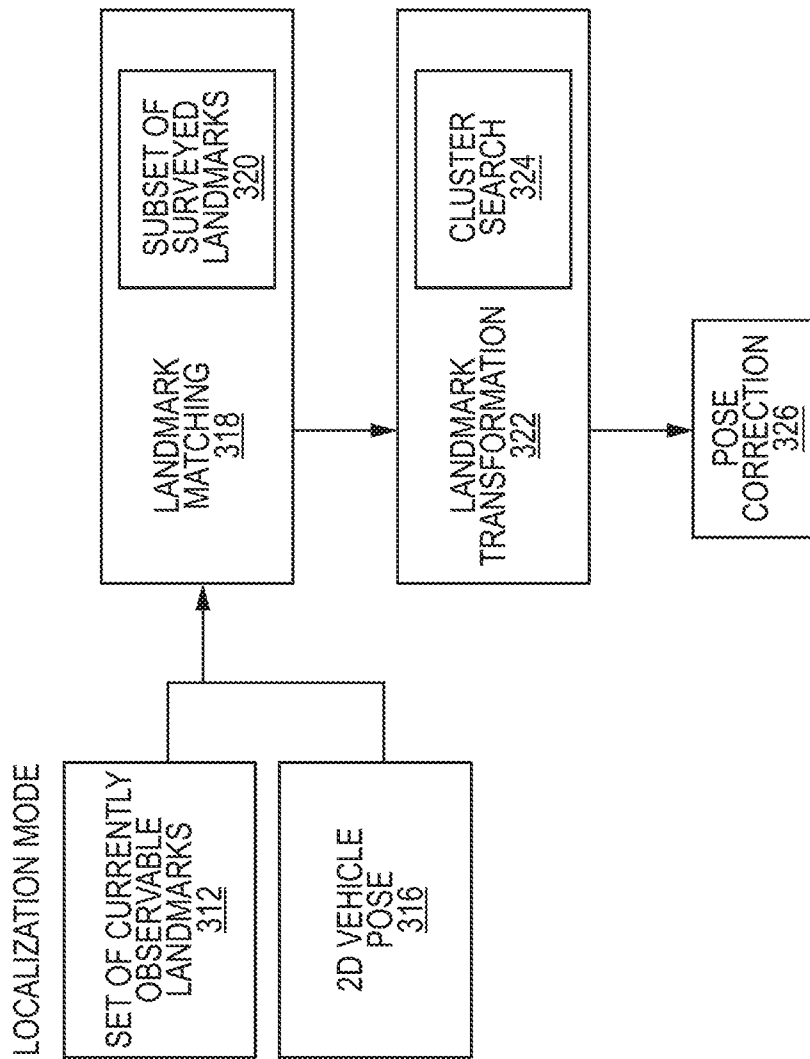 LOCALIZATION MODE
SET OF CURRENTLY
OBSERVABLE
LANDMARKS
312
2D VEHICLE
POSE
316
LANDMARK
MATCHING
318
SUBSET OF
SURVEYED
LANDMARKS
320
LANDMARK
TRANSFORMATION
322
CLUSTER
SEARCH
324
POSE
CORRECTION
326